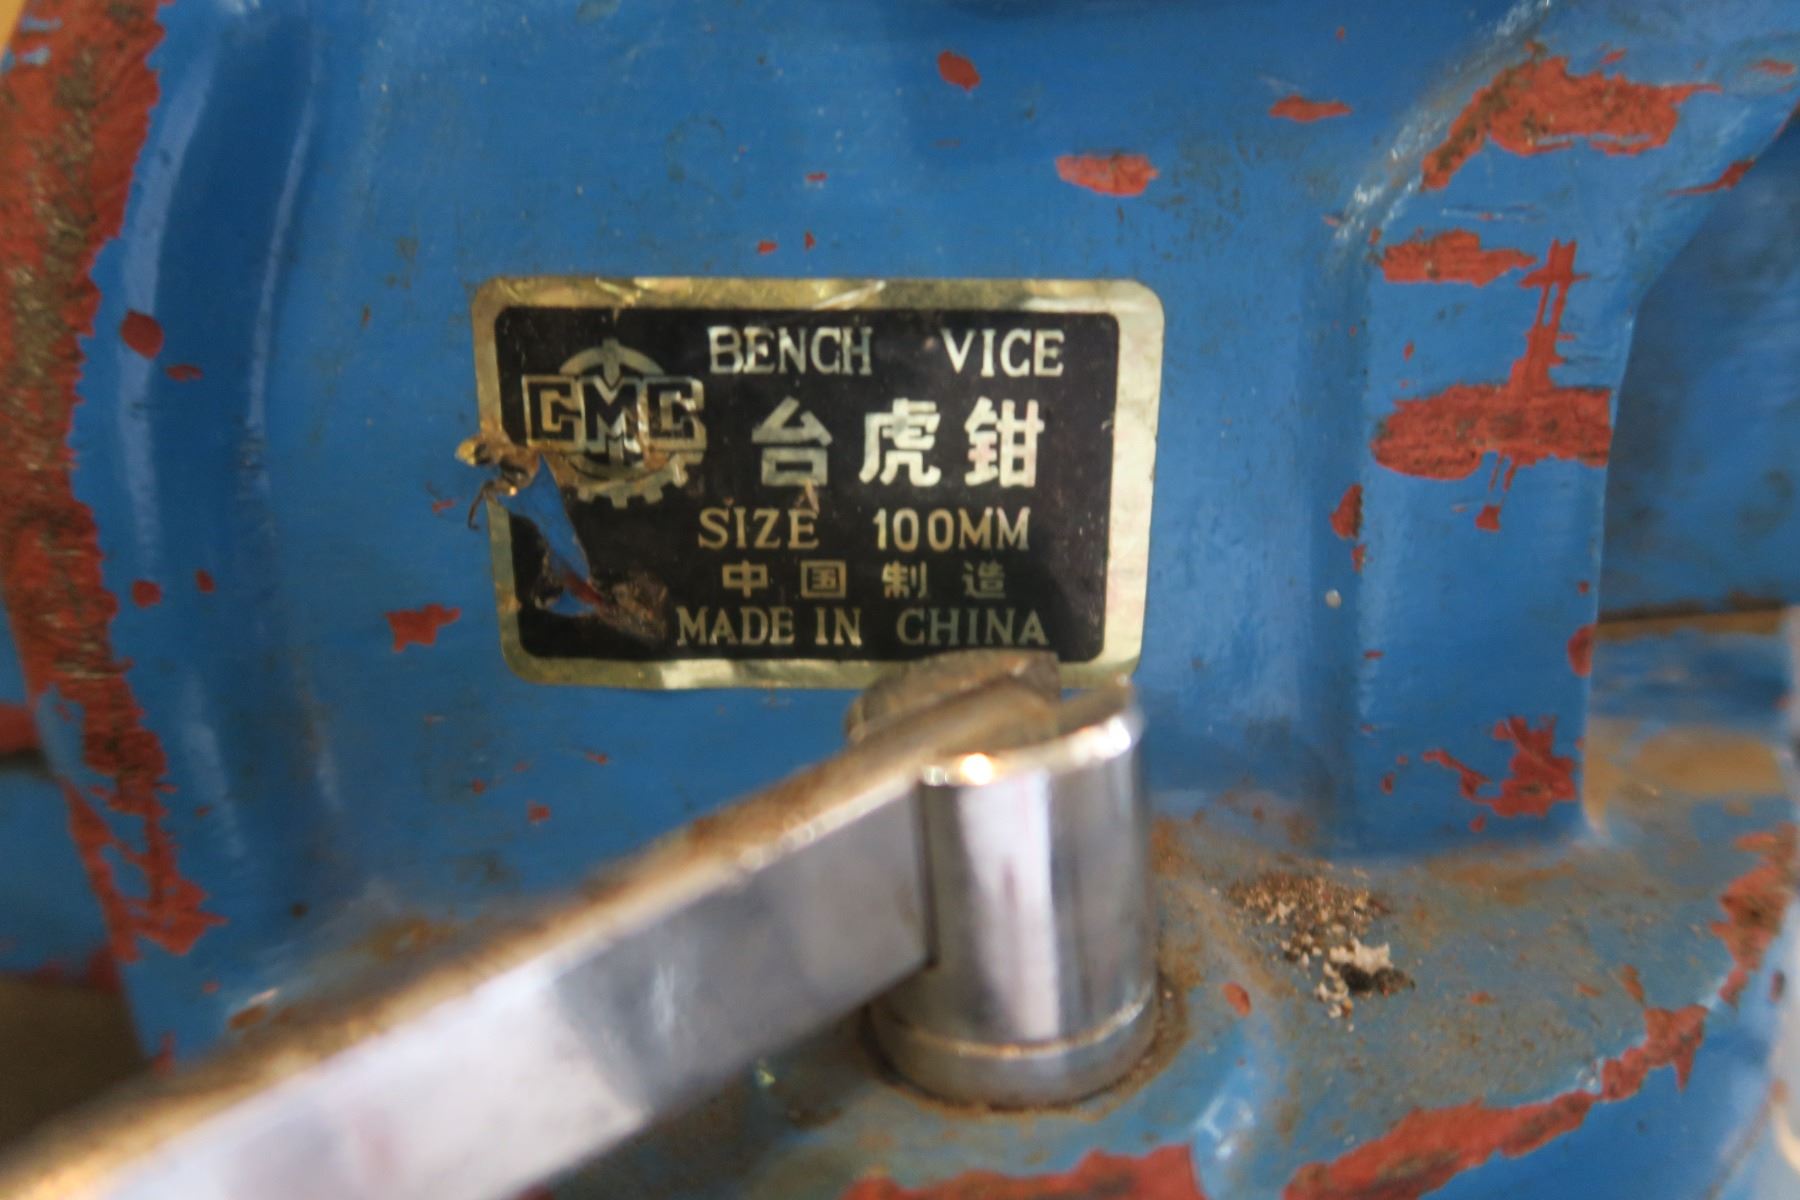 BENCH VICE
CMC
台虎钳
SIZE 100MM
中国制造
MADE IN CHINA